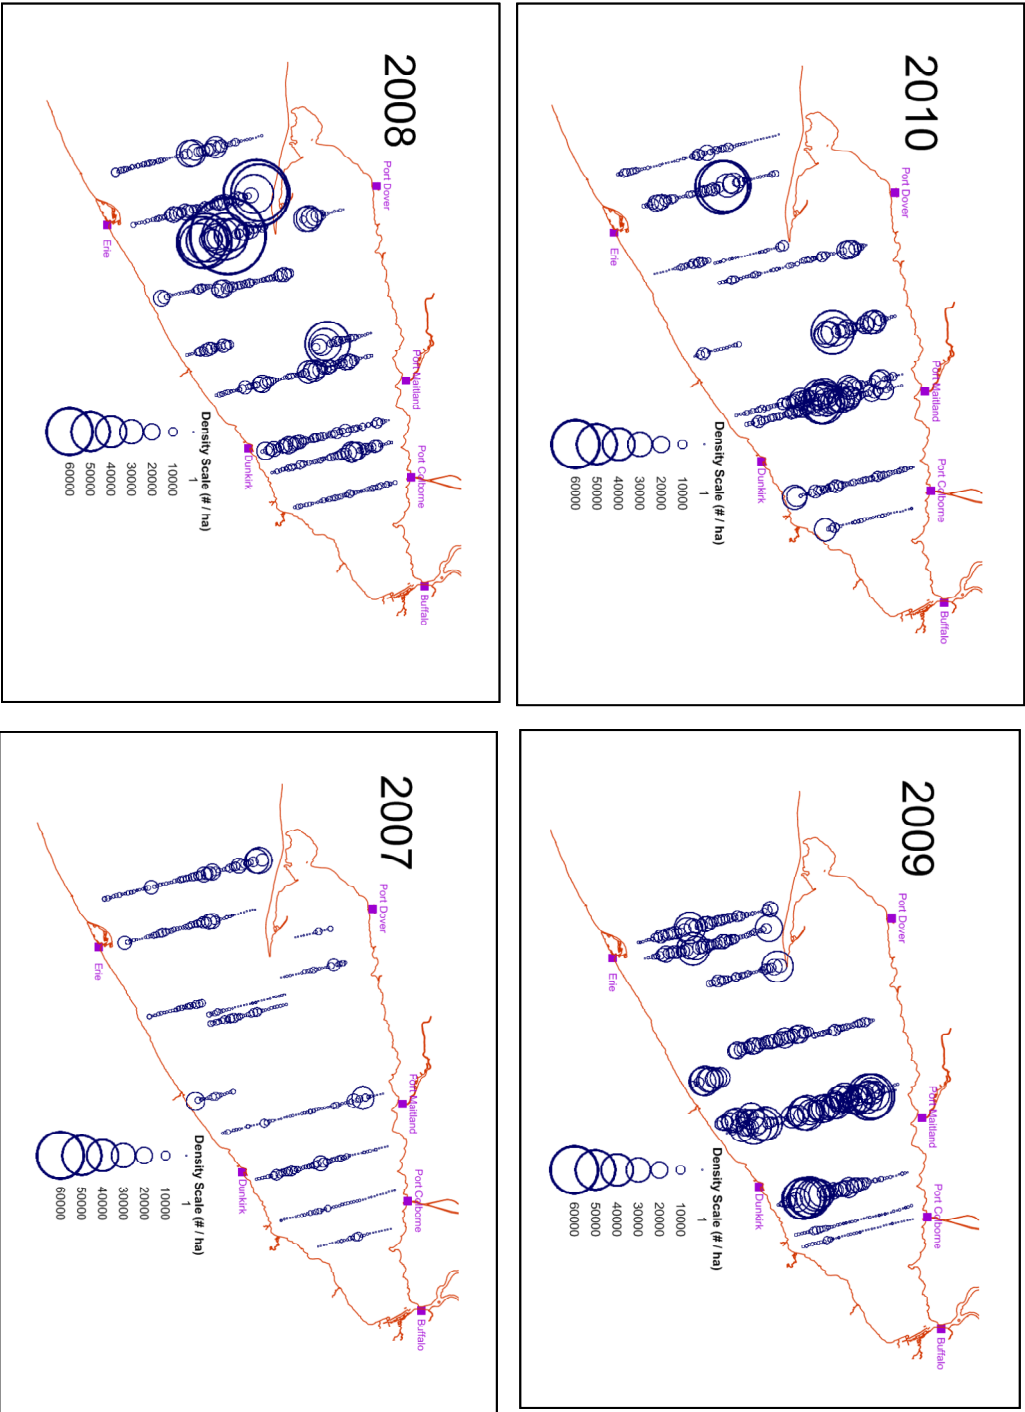 2010
Port Dover
Port Maitland
Port Colborne
Buffalo
Dunkirk
Erie
Density Scale (# / ha)
1
10000
20000
30000
40000
50000
60000
2009
Port Dover
Port Maitland
Port Colborne
Buffalo
Dunkirk
Erie
Density Scale (# / ha)
1
10000
20000
30000
40000
50000
60000
2008
Port Dover
Port Maitland
Port Colborne
Buffalo
Dunkirk
Erie
Density Scale (# / ha)
1
10000
20000
30000
40000
50000
60000
2007
Port Dover
Port Maitland
Port Colborne
Buffalo
Dunkirk
Erie
Density Scale (# / ha)
1
10000
20000
30000
40000
50000
60000